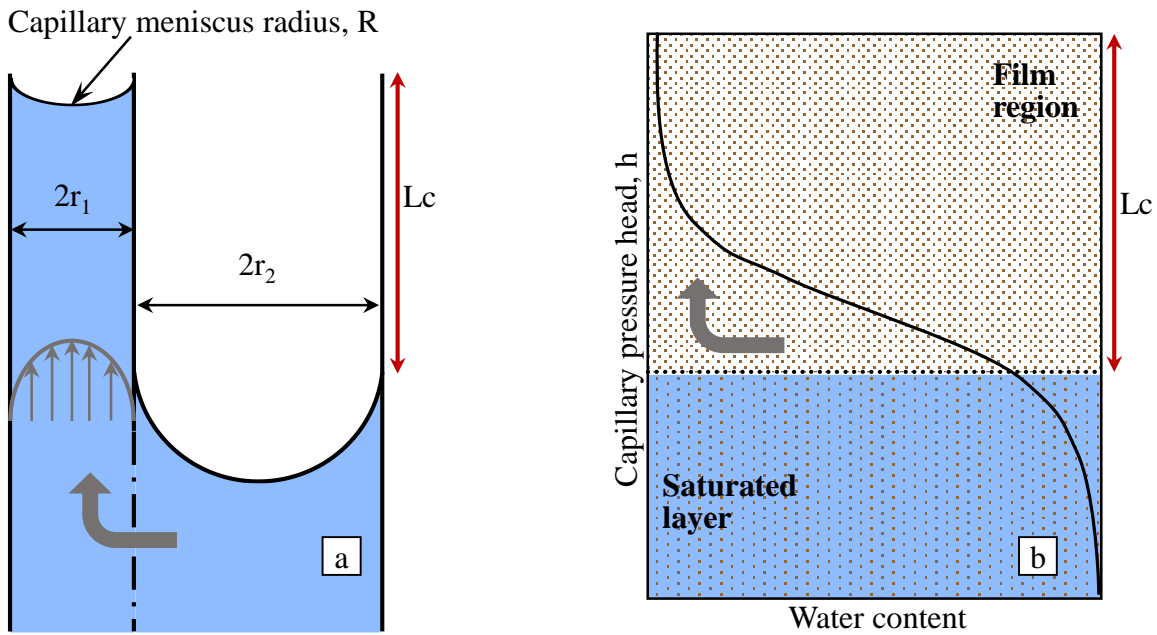 Capillary meniscus radius, R
2r1
2r2
Lc
a
Capillary pressure head, h
Film
region
Lc
Saturated
layer
b
Water content